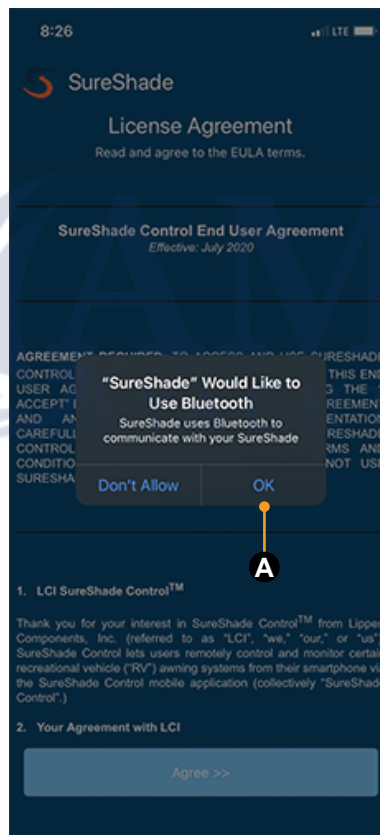 8:26
LTE
SureShade
License Agreement
Read and agree to the EULA terms.
SureShade Control End User Agreement
Effective: July 2020
AGREEMENT REQUIRED. TO ACCESS AND USE SURESHADE
CONTROL THIS END
USER AG G THE "I
ACCEPT" REEMENT
AND AN ENTATION
CAREFULL RESHADE
CONTROL RMS AND
CONDITIO NOT USE
SURESHA
"SureShade" Would Like to
Use Bluetooth
SureShade uses Bluetooth to
communicate with your SureShade
Don't Allow OK
A
1. LCI SureShade Control™
Thank you for your interest in SureShade Control™ from Lippert
Components, Inc. (referred to as "LCI", "we," "our," or "us")
SureShade Control lets users remotely control and monitor certain
recreational vehicle ("RV") awning systems from their smartphone via
the SureShade Control mobile application (collectively "SureShade
Control".)
2. Your Agreement with LCI
Agree >>